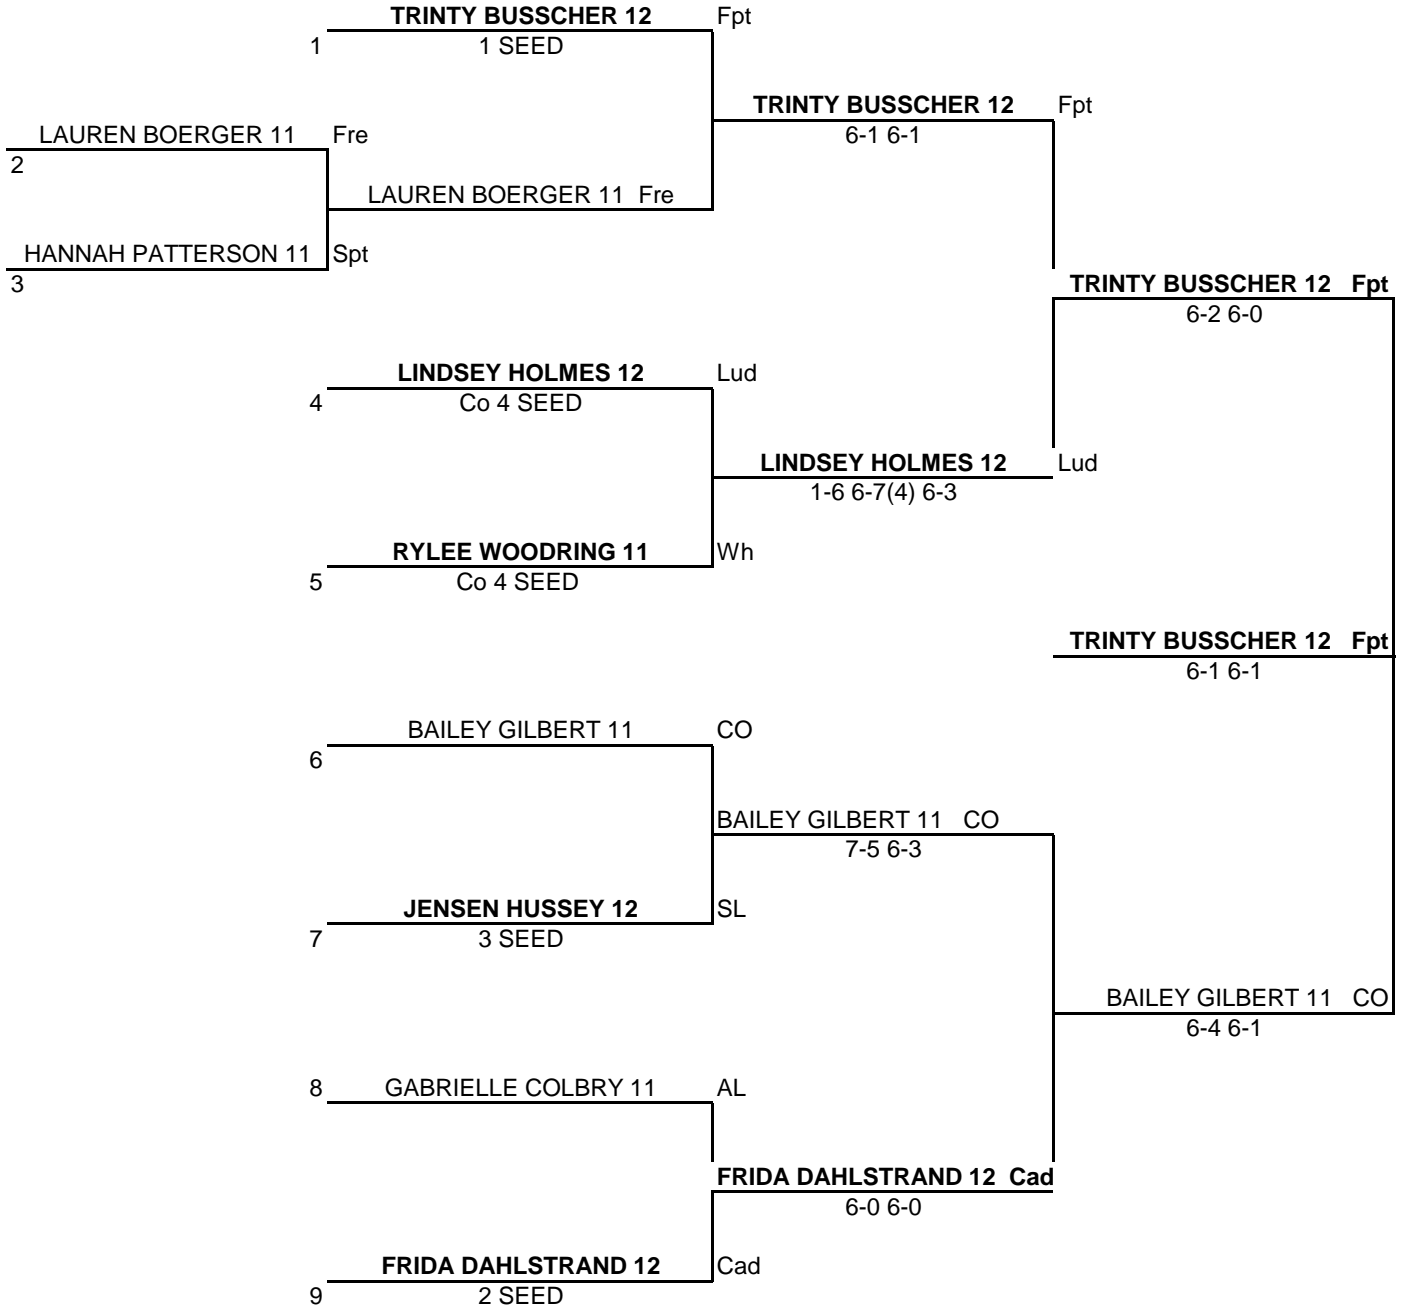 TRINTY BUSSCHER 12 Fpt
1 1 SEED
TRINTY BUSSCHER 12 Fpt
6-1 6-1
LAUREN BOERGER 11 Fre
2
LAUREN BOERGER 11 Fre
HANNAH PATTERSON 11 Spt
3
TRINTY BUSSCHER 12 Fpt
6-2 6-0
LINDSEY HOLMES 12 Lud
4 Co 4 SEED
LINDSEY HOLMES 12 Lud
1-6 6-7(4) 6-3
RYLEE WOODRING 11 Wh
5 Co 4 SEED
TRINTY BUSSCHER 12 Fpt
6-1 6-1
BAILEY GILBERT 11 CO
6
BAILEY GILBERT 11 CO
7-5 6-3
JENSEN HUSSEY 12 SL
7 3 SEED
BAILEY GILBERT 11 CO
6-4 6-1
8 GABRIELLE COLBRY 11 AL
FRIDA DAHLSTRAND 12 Cad
6-0 6-0
FRIDA DAHLSTRAND 12 Cad
9 2 SEED